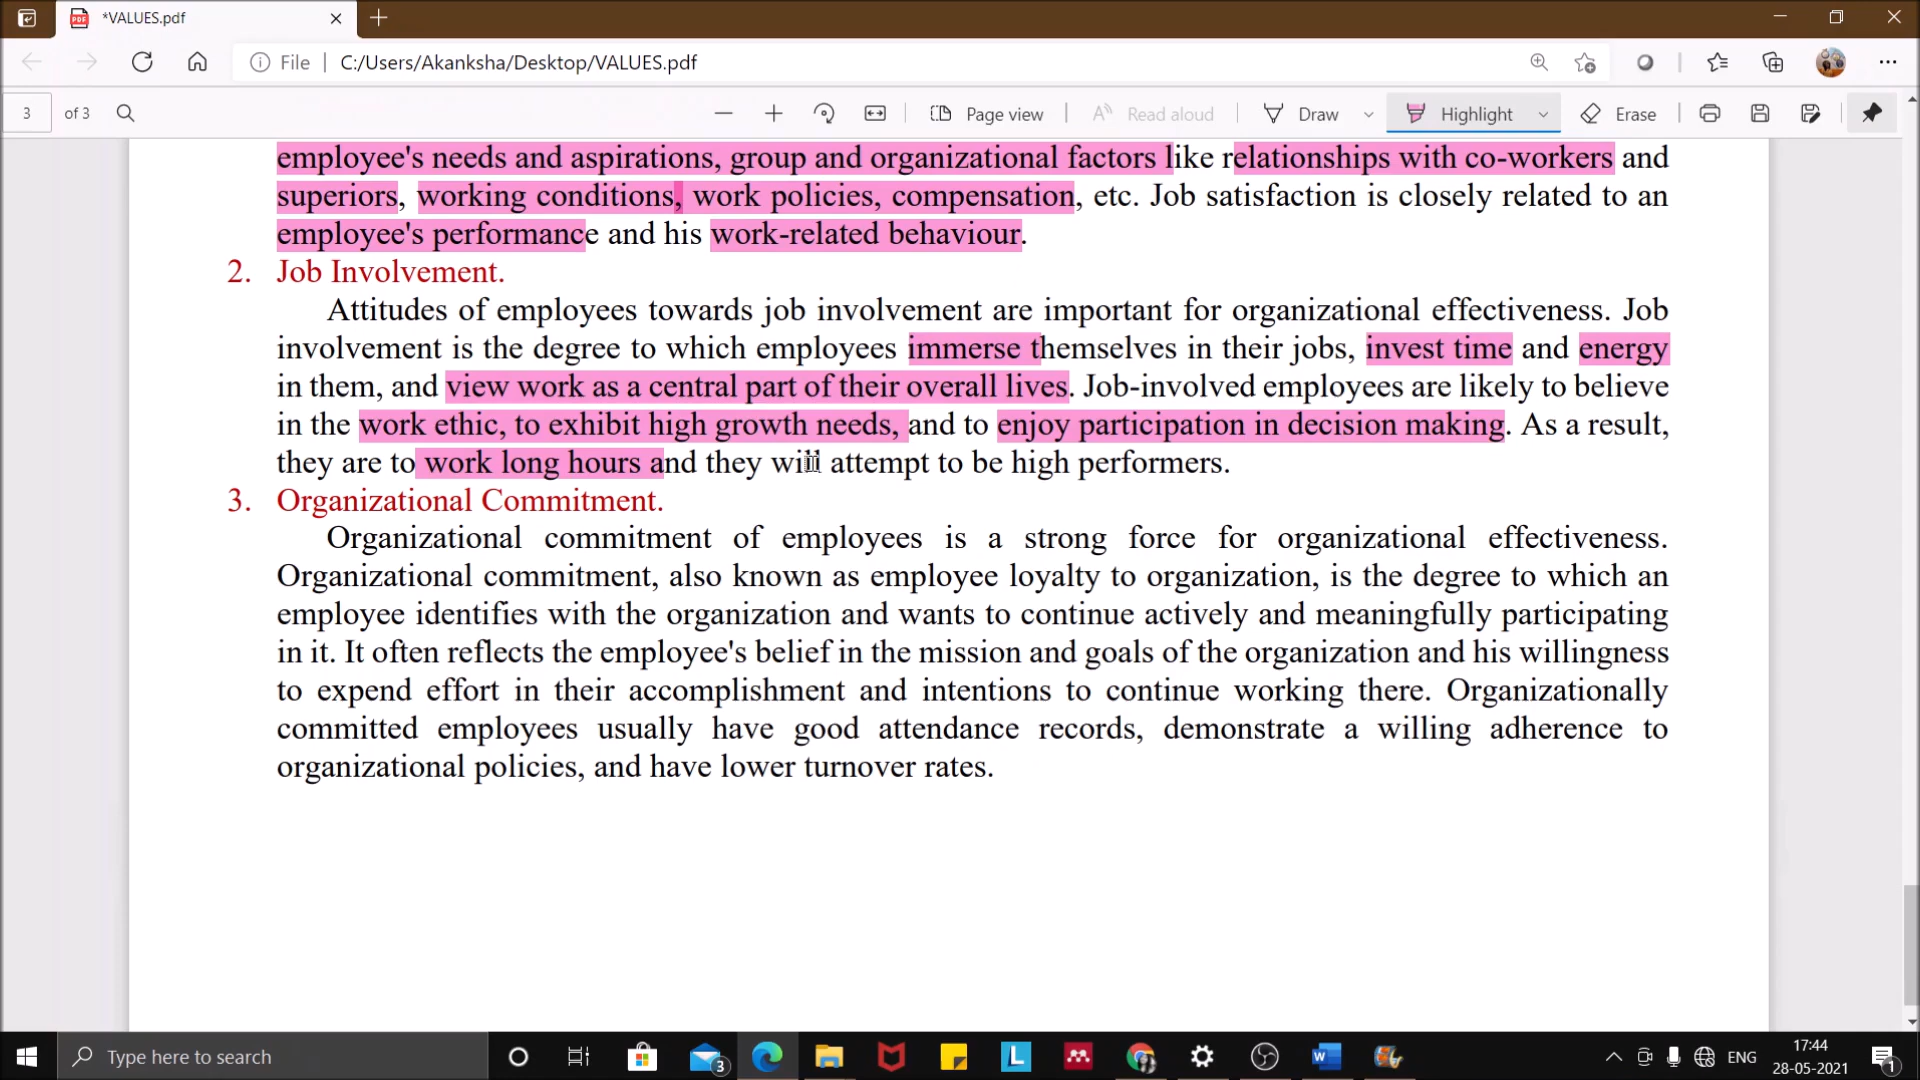 *VALUES.pdf
File
C:/Users/Akanksha/Desktop/VALUES.pdf
3 of 3
Page view
Read aloud
Draw
Highlight
Erase
employee's needs and aspirations, group and organizational factors like relationships with co-workers and
superiors, working conditions, work policies, compensation, etc. Job satisfaction is closely related to an
employee's performance and his work-related behaviour.
2. Job Involvement.
Attitudes of employees towards job involvement are important for organizational effectiveness. Job
involvement is the degree to which employees immerse themselves in their jobs, invest time and energy
in them, and view work as a central part of their overall lives. Job-involved employees are likely to believe
in the work ethic, to exhibit high growth needs, and to enjoy participation in decision making. As a result,
they are to work long hours and they will attempt to be high performers.
3. Organizational Commitment.
Organizational commitment of employees is a strong force for organizational effectiveness.
Organizational commitment, also known as employee loyalty to organization, is the degree to which an
employee identifies with the organization and wants to continue actively and meaningfully participating
in it. It often reflects the employee's belief in the mission and goals of the organization and his willingness
to expend effort in their accomplishment and intentions to continue working there. Organizationally
committed employees usually have good attendance records, demonstrate a willing adherence to
organizational policies, and have lower turnover rates.
Type here to search
3
L
W
ENG
17:44
28-05-2021
1